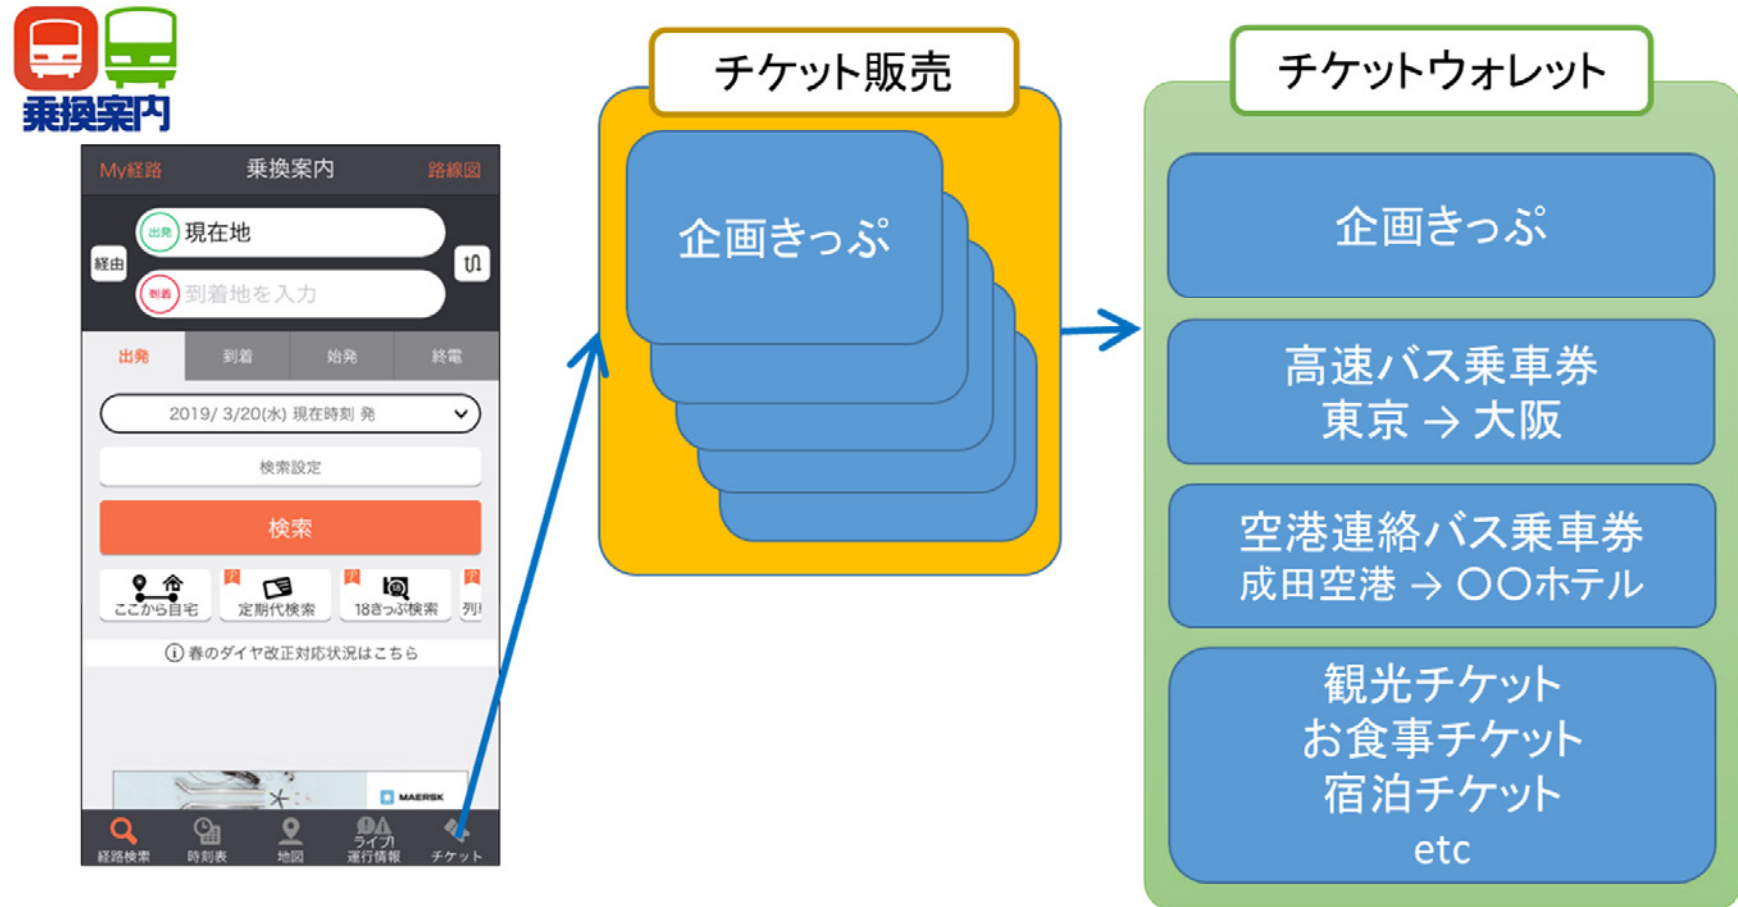 乗換案内
My経路 乗換案内 路線図
出発 現在地
経由
到着 到着地を入力
出発 到着 始発 終電
2019/ 3/20(水) 現在時刻 発
検索設定
検索
ここから自宅 定期代検索 18きっぷ検索
春のダイヤ改正対応状況はこちら
MAERSK
ライブ!
経路検索 時刻表 地図 運行情報 チケット
チケット販売
企画きっぷ
チケットウォレット
企画きっぷ
高速バス乗車券
東京 → 大阪
空港連絡バス乗車券
成田空港 → 〇〇ホテル
観光チケット
お食事チケット
宿泊チケット
etc